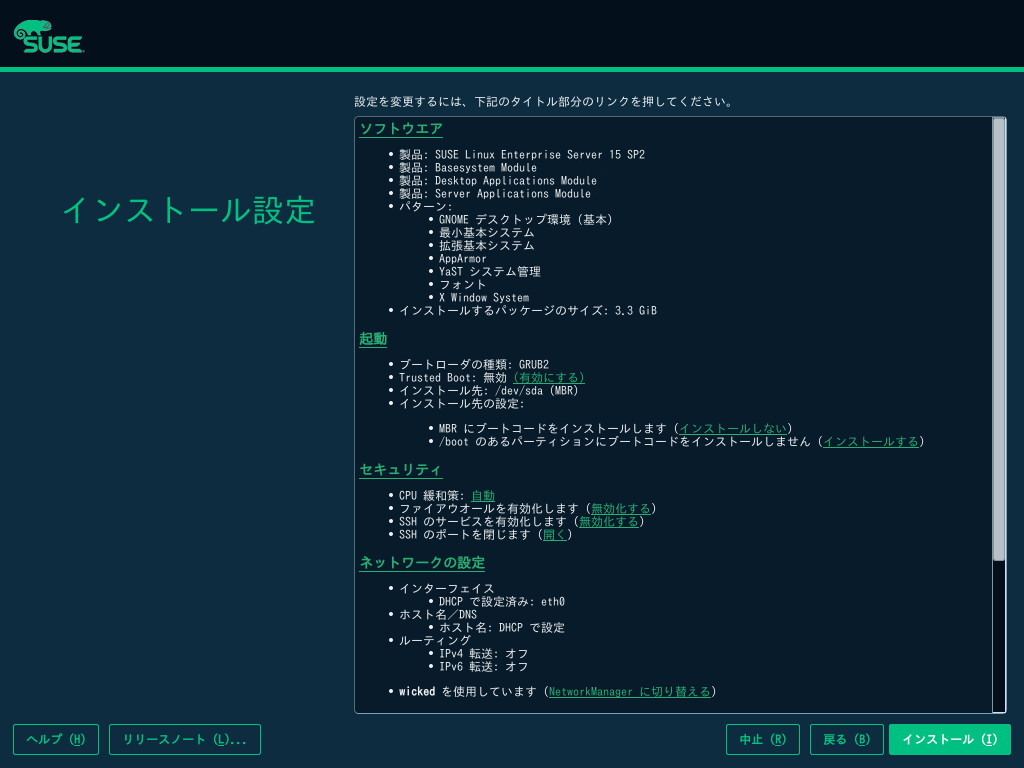 SUSE
設定を変更するには、下記のタイトル部分のリンクを押してください。
インストール設定
ソフトウエア
• 製品: SUSE Linux Enterprise Server 15 SP2
• 製品: Basesystem Module
• 製品: Desktop Applications Module
• 製品: Server Applications Module
• パターン:
• GNOME デスクトップ環境 (基本)
• 最小基本システム
• 拡張基本システム
• AppArmor
• YaST システム管理
• フォント
• X Window System
• インストールするパッケージのサイズ: 3.3 GiB
起動
• ブートローダの種類: GRUB2
• Trusted Boot: 無効 (有効にする)
• インストール先: /dev/sda (MBR)
• インストール先の設定:
• MBR にブートコードをインストールします (インストールしない)
• /boot のあるパーティションにブートコードをインストールしません (インストールする)
セキュリティ
• CPU 緩和策: 自動
• ファイアウオールを有効化します (無効化する)
• SSH のサービスを有効化します (無効化する)
• SSH のポートを閉じます (開く)
ネットワークの設定
• インターフェイス
• DHCP で設定済み: eth0
• ホスト名/DNS
• ホスト名: DHCP で設定
• ルーティング
• IPv4 転送: オフ
• IPv6 転送: オフ
• wicked を使用しています (NetworkManager に切り替える)
ヘルプ (H)
リリースノート (L)...
中止 (R)
戻る (B)
インストール (I)